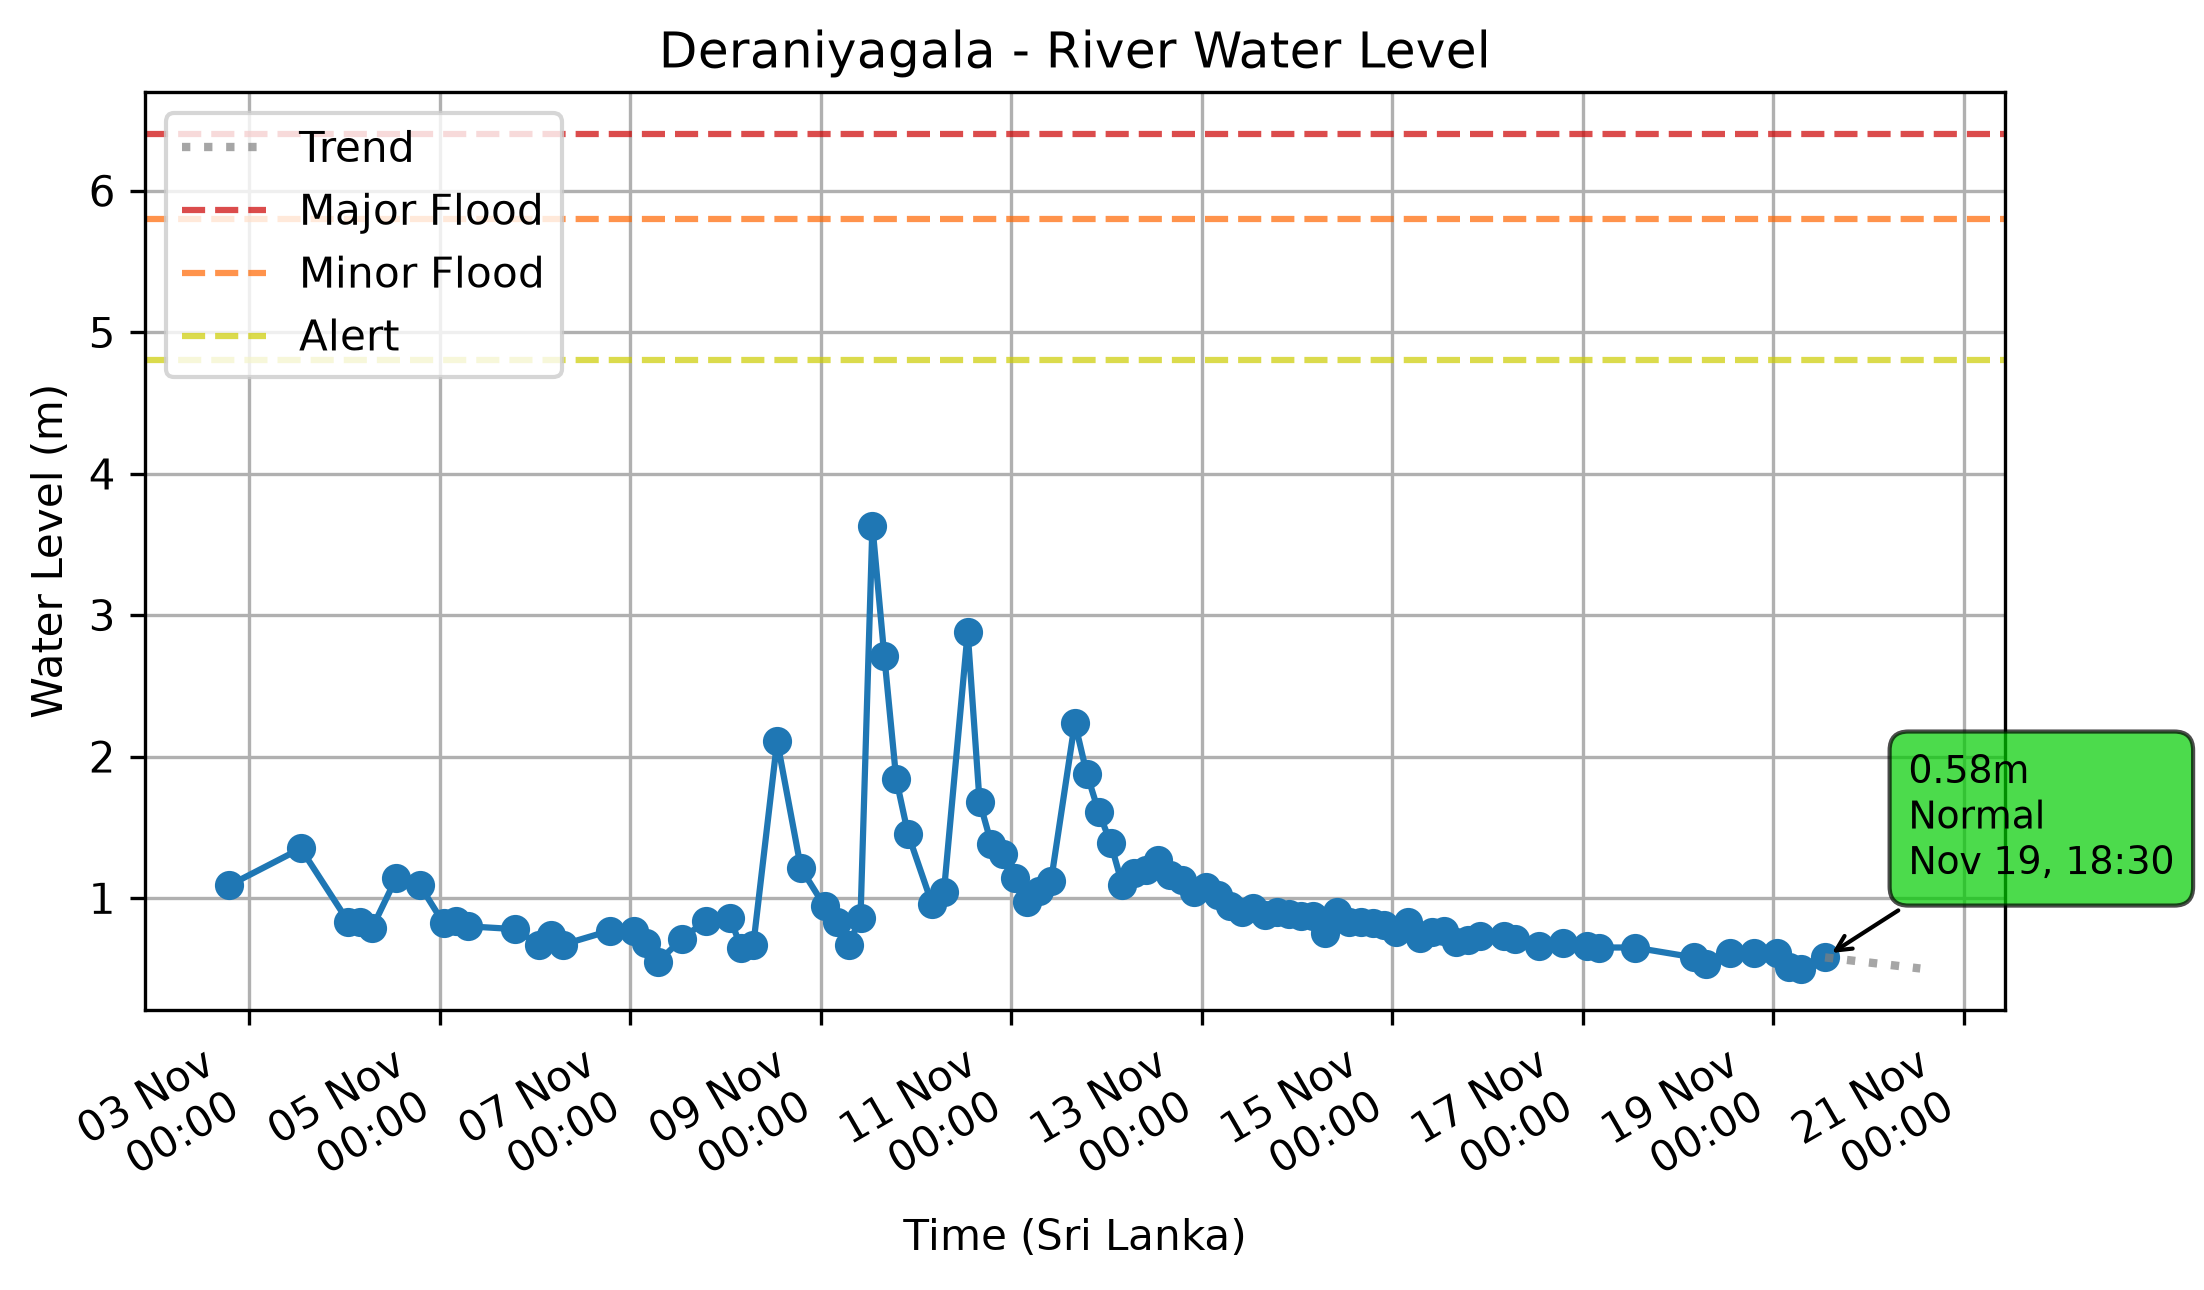 Deraniyagala - River Water Level
Trend
Major Flood
Minor Flood
Alert
Water Level (m)
6
5
4
3
2
1
0.58m
Normal
Nov 19, 18:30
03 Nov
00:00
05 Nov
00:00
07 Nov
00:00
09 Nov
00:00
11 Nov
00:00
13 Nov
00:00
15 Nov
00:00
17 Nov
00:00
19 Nov
00:00
21 Nov
00:00
Time (Sri Lanka)